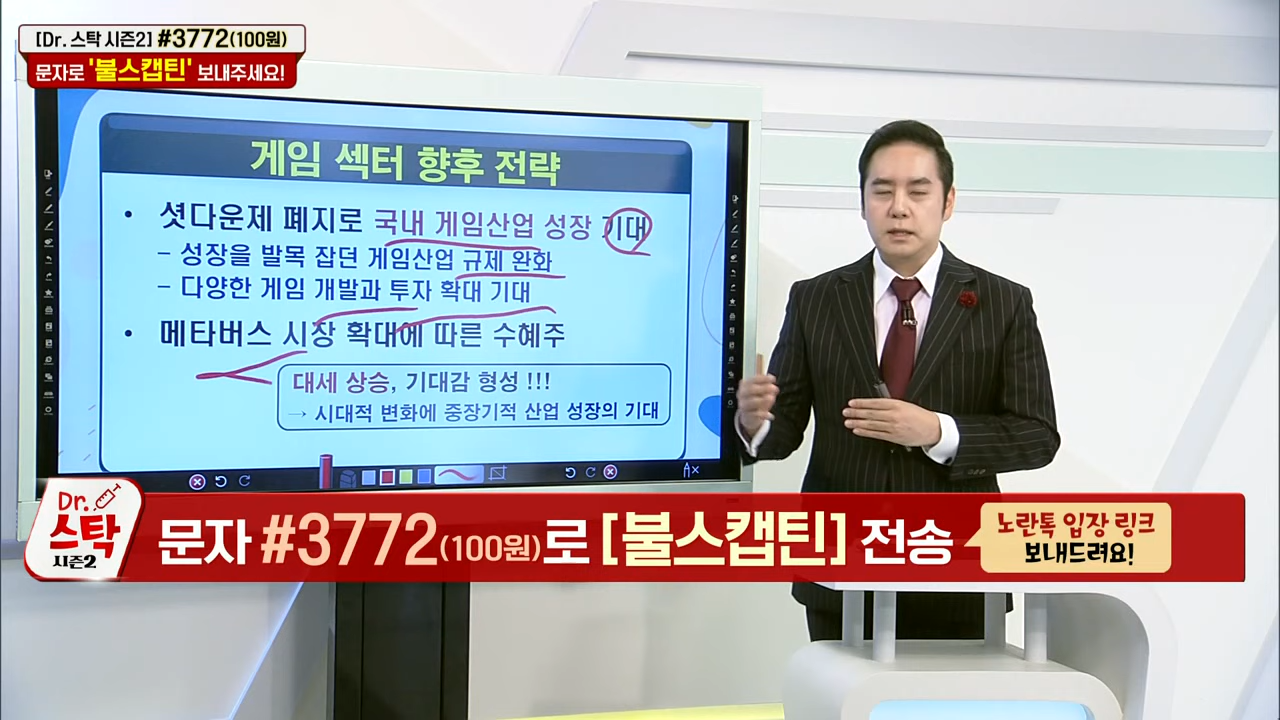 [Dr. 스탁 시즌2] #3772(100원)
문자로 '불스캡틴' 보내주세요!
게임 섹터 향후 전략
• 셧다운제 폐지로 국내 게임산업 성장 기대
– 성장을 발목 잡던 게임산업 규제 완화
– 다양한 게임 개발과 투자 확대 기대
• 메타버스 시장 확대에 따른 수혜주
대세 상승, 기대감 형성 !!!
→ 시대적 변화에 중장기적 산업 성장의 기대
Dr.
스탁
시즌2
문자 #3772(100원)로 [불스캡틴] 전송
노란톡 입장 링크
보내드려요!